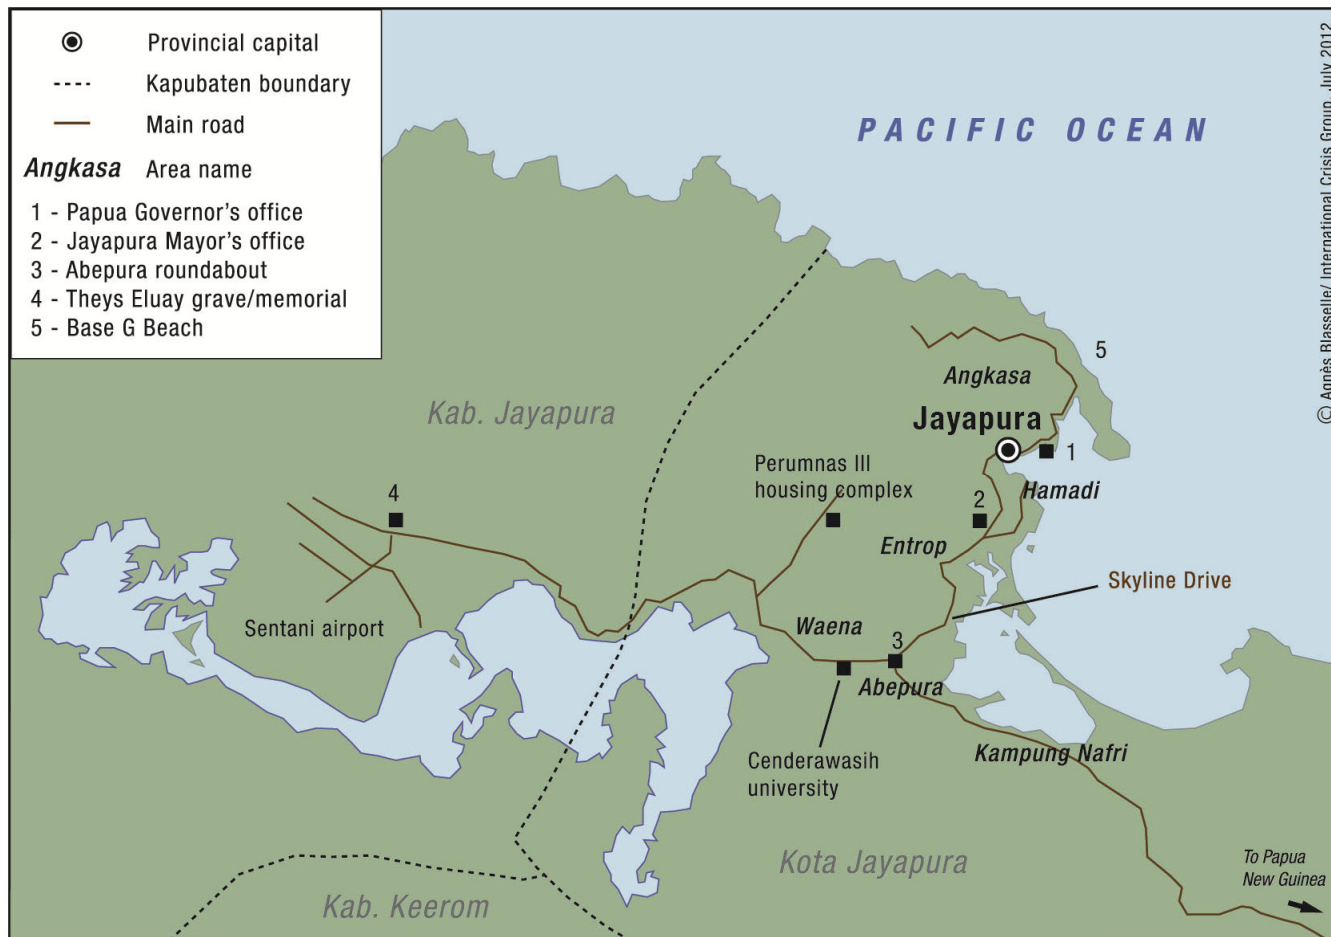 Provincial capital
Kapubaten boundary
Main road
Angkasa Area name
1 - Papua Governor's office
2 - Jayapura Mayor's office
3 - Abepura roundabout
4 - Theys Eluay grave/memorial
5 - Base G Beach
© Agnès Blasselle/ International Crisis Group, July 2012
PACIFIC OCEAN
5
Angkasa
Kab. Jayapura
Jayapura
1
Perumnas III
housing complex
Hamadi
4
2
Entrop
Skyline Drive
Sentani airport
Waena
3
Abepura
Kampung Nafri
Cenderawasih
university
Kota Jayapura
To Papua
New Guinea
Kab. Keerom